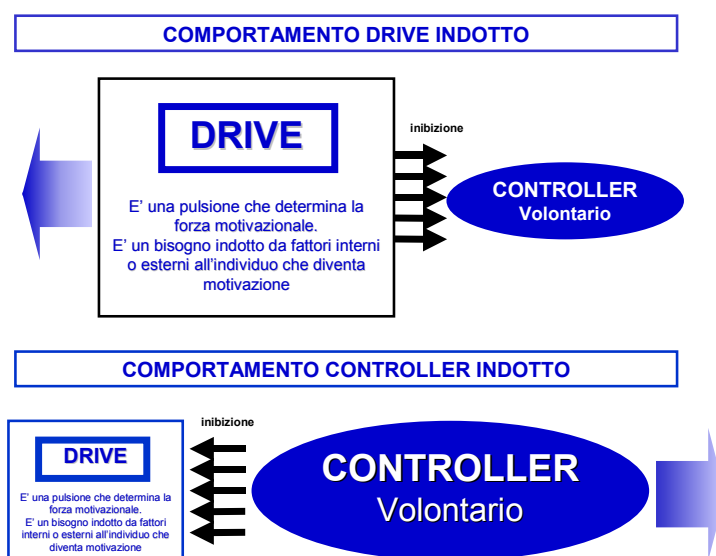 COMPORTAMENTO DRIVE INDOTTO
DRIVE
inibizione
E' una pulsione che determina la
forza motivazionale.
E' un bisogno indotto da fattori interni
o esterni all'individuo che diventa
motivazione
CONTROLLER
Volontario
COMPORTAMENTO CONTROLLER INDOTTO
inibizione
DRIVE
E' una pulsione che determina la
forza motivazionale.
E' un bisogno indotto da fattori
interni o esterni all'individuo che
diventa motivazione
CONTROLLER
Volontario